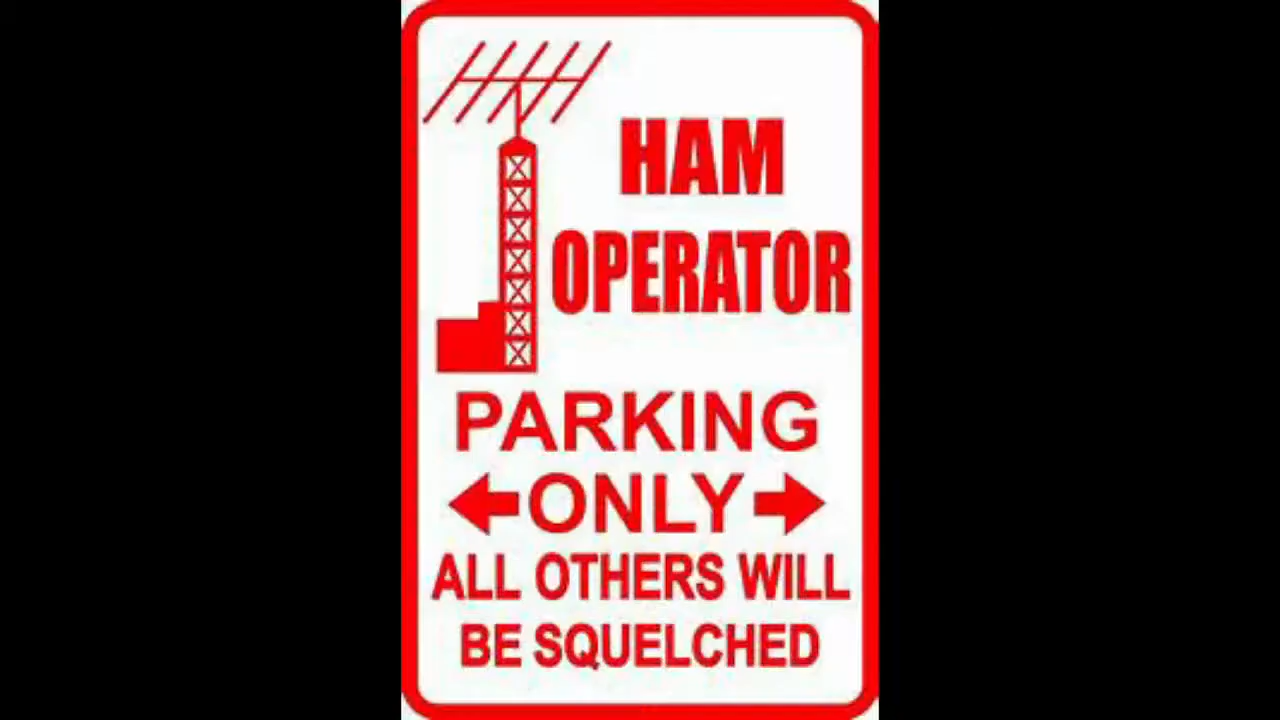 HAM
OPERATOR
PARKING
ONLY
ALL OTHERS WILL
BE SQUELCHED